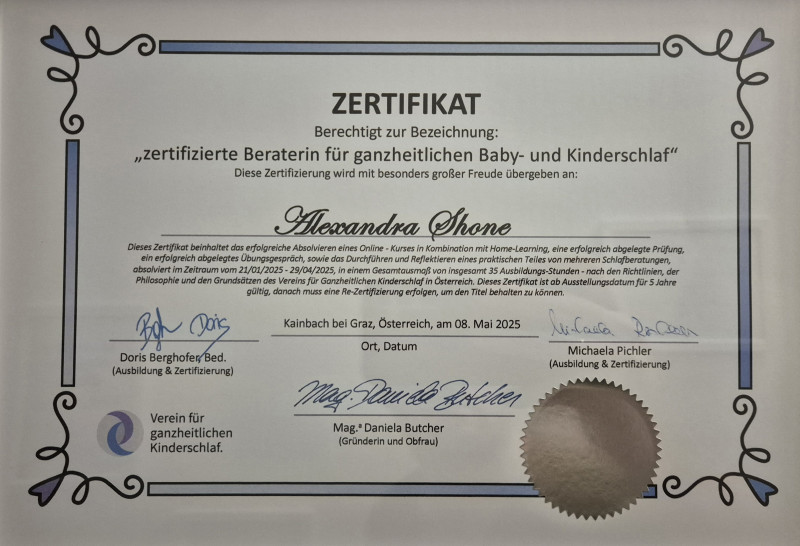 ZERTIFIKAT
Berechtigt zur Bezeichnung:
„zertifizierte Beraterin für ganzheitlichen Baby- und Kinderschlaf“
Diese Zertifizierung wird mit besonders großer Freude übergeben an:
Alexandra Shone
Dieses Zertifikat beinhaltet das erfolgreiche Absolvieren eines Online - Kurses in Kombination mit Home-Learning, eine erfolgreich abgelegte Prüfung,
ein erfolgreich abgelegtes Übungsgespräch, sowie das Durchführen und Reflektieren eines praktischen Teiles von mehreren Schlafberatungen,
absolviert im Zeitraum vom 21/01/2025 - 29/04/2025, in einem Gesamtausmaß von insgesamt 35 Ausbildungs-Stunden - nach den Richtlinien, der
Philosophie und den Grundsätzen des Vereins für Ganzheitlichen Kinderschlaf in Österreich. Dieses Zertifikat ist ab Ausstellungsdatum für 5 Jahre
gültig, danach muss eine Re-Zertifizierung erfolgen, um den Titel behalten zu können.
Kainbach bei Graz, Österreich, am 08. Mai 2025
Ort, Datum
Doris Berghofer, Bed.
(Ausbildung & Zertifizierung)
Michaela Pichler
(Ausbildung & Zertifizierung)
Mag. Daniela Butcher
Mag.ª Daniela Butcher
(Gründerin und Obfrau)
Verein für
ganzheitlichen
Kinderschlaf.